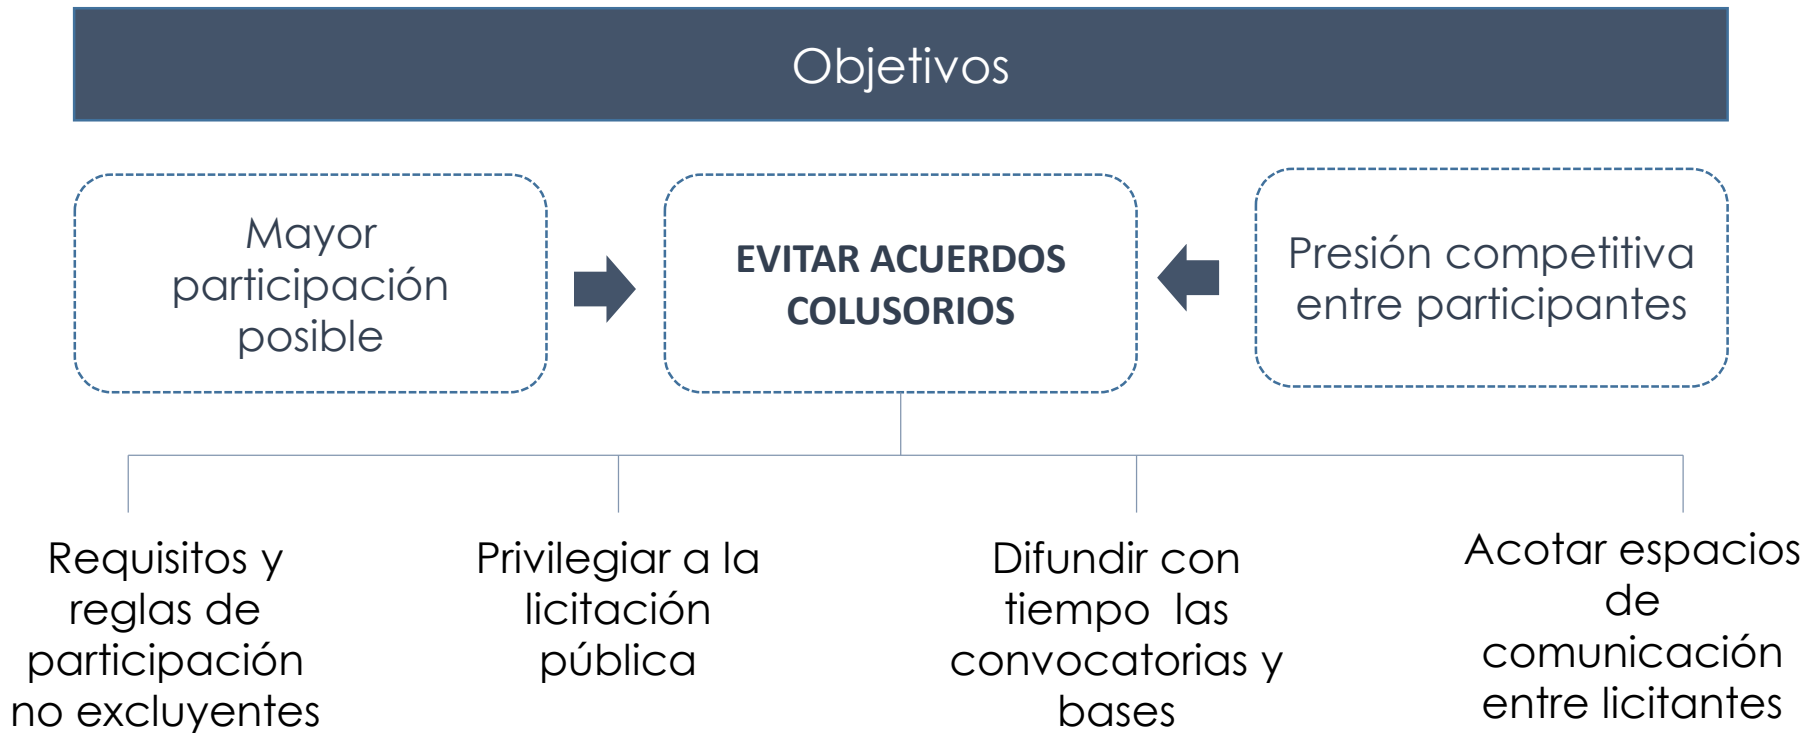 Objetivos
Mayor
participación
posible
EVITAR ACUERDOS
COLUSORIOS
Presión competitiva
entre participantes
Requisitos y
reglas de
participación
no excluyentes
Privilegiar a la
licitación
pública
Difundir con
tiempo las
convocatorias y
bases
Acotar espacios
de
comunicación
entre licitantes